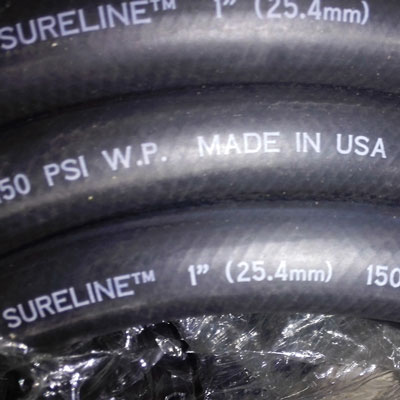 SURELINE™ 1" (25.4mm)
50 PSI W.P. MADE IN USA
SURELINE™ 1" (25.4mm) 150